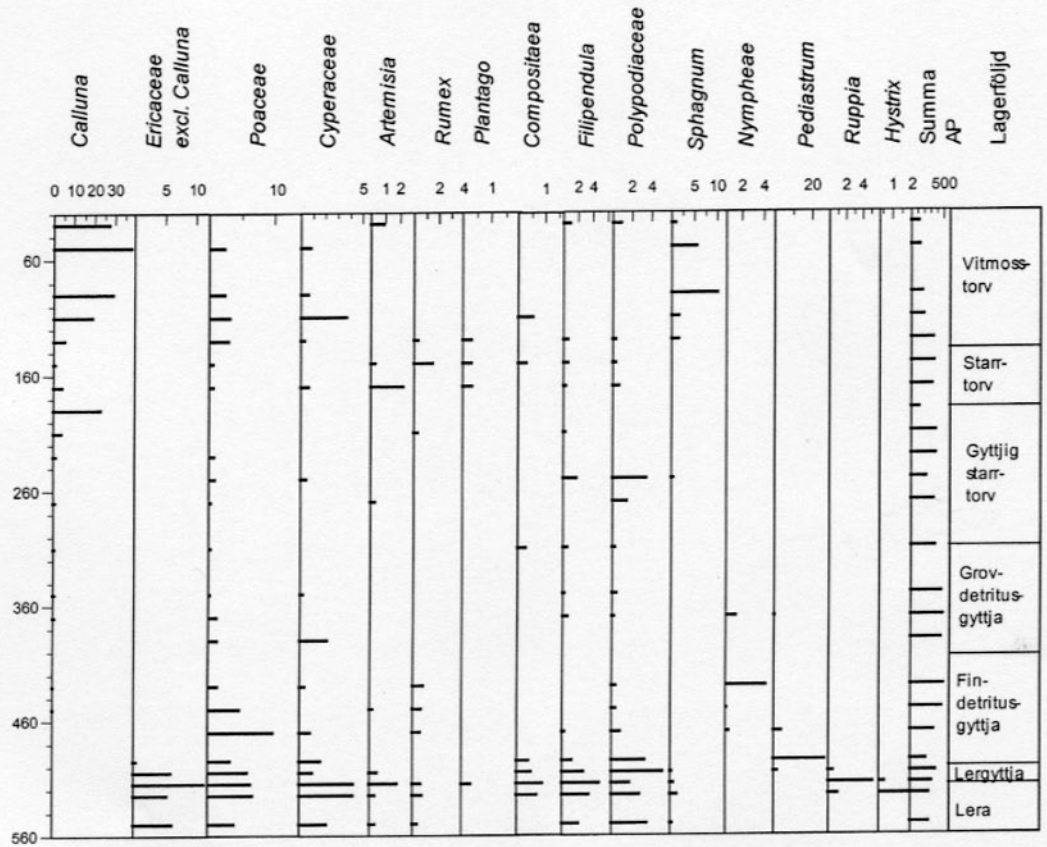 Calluna
Ericaceae
excl. Calluna
Poaceae
Cyperaceae
Artemisia
Rumex
Plantago
Compositaea
Filipendula
Polypodiaceae
Sphagnum
Nympheae
Pediastrum
Ruppia
Hystrix
Summa
AP
Lagerföljd
0 10 20 30 5 10 10 5 1 2 2 4 1 1 2 4 2 4 5 10 2 4 20 2 4 1 2 500
60
160
260
360
460
560
Vitmoss-
torv
Starr-
torv
Gyttjig
starr-
torv
Grov-
detritus-
gyttja
Fin-
detritus-
gyttja
Lergyttja
Lera